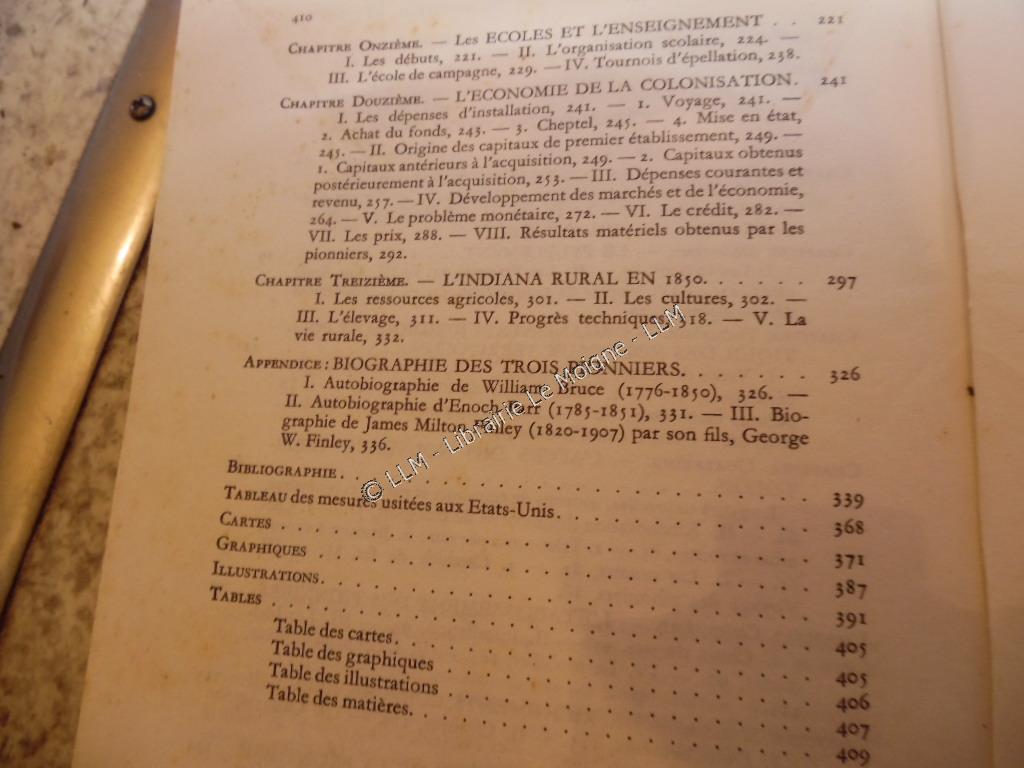 410
CHAPITRE ONZIÈME. — Les ECOLES ET L'ENSEIGNEMENT . . 221
I. Les débuts, 221. — II. L'organisation scolaire, 224. —
III. L'école de campagne, 229. — IV. Tournois d'épellation, 238.
CHAPITRE DOUZIÈME. — L'ECONOMIE DE LA COLONISATION. 241
I. Les dépenses d'installation, 241. — 1. Voyage, 241. —
2. Achat du fonds, 243. — 3. Cheptel, 245. — 4. Mise en état,
245. — II. Origine des capitaux de premier établissement, 249. —
1. Capitaux antérieurs à l'acquisition, 249. — 2. Capitaux obtenus
postérieurement à l'acquisition, 253. — III. Dépenses courantes et
revenu, 257. — IV. Développement des marchés et de l'économie,
264. — V. Le problème monétaire, 272. — VI. Le crédit, 282. —
VII. Les prix, 288. — VIII. Résultats matériels obtenus par les
pionniers, 292.
CHAPITRE TREIZIÈME. — L'INDIANA RURAL EN 1850. . . . . . 297
I. Les ressources agricoles, 301. — II. Les cultures, 302. —
III. L'élevage, 311. — IV. Progrès techniques, 318. — V. La
vie rurale, 332.
APPENDICE : BIOGRAPHIE DES TROIS PIONNIERS. . . . . . . 326
I. Autobiographie de William Bruce (1776-1850), 326. —
II. Autobiographie d'Enoch Parr (1785-1851), 331. — III. Bio-
graphie de James Milton Finley (1820-1907) par son fils, George
W. Finley, 336.
BIBLIOGRAPHIE . . . . . . . . . . . . . . . . . 339
TABLEAU des mesures usitées aux Etats-Unis . . . . . . . . . . 368
CARTES . . . . . . . . . . . . . . . . . . . . 371
GRAPHIQUES . . . . . . . . . . . . . . . . . . 387
ILLUSTRATIONS . . . . . . . . . . . . . . . . . 391
TABLES . . . . . . . . . . . . . . . . . . . . 405
Table des cartes . . . . . . . . . . . . . . . 405
Table des graphiques . . . . . . . . . . . . . 406
Table des illustrations . . . . . . . . . . . . 407
Table des matières . . . . . . . . . . . . . . 409
© LLM - Librairie Le Moigne - LLM